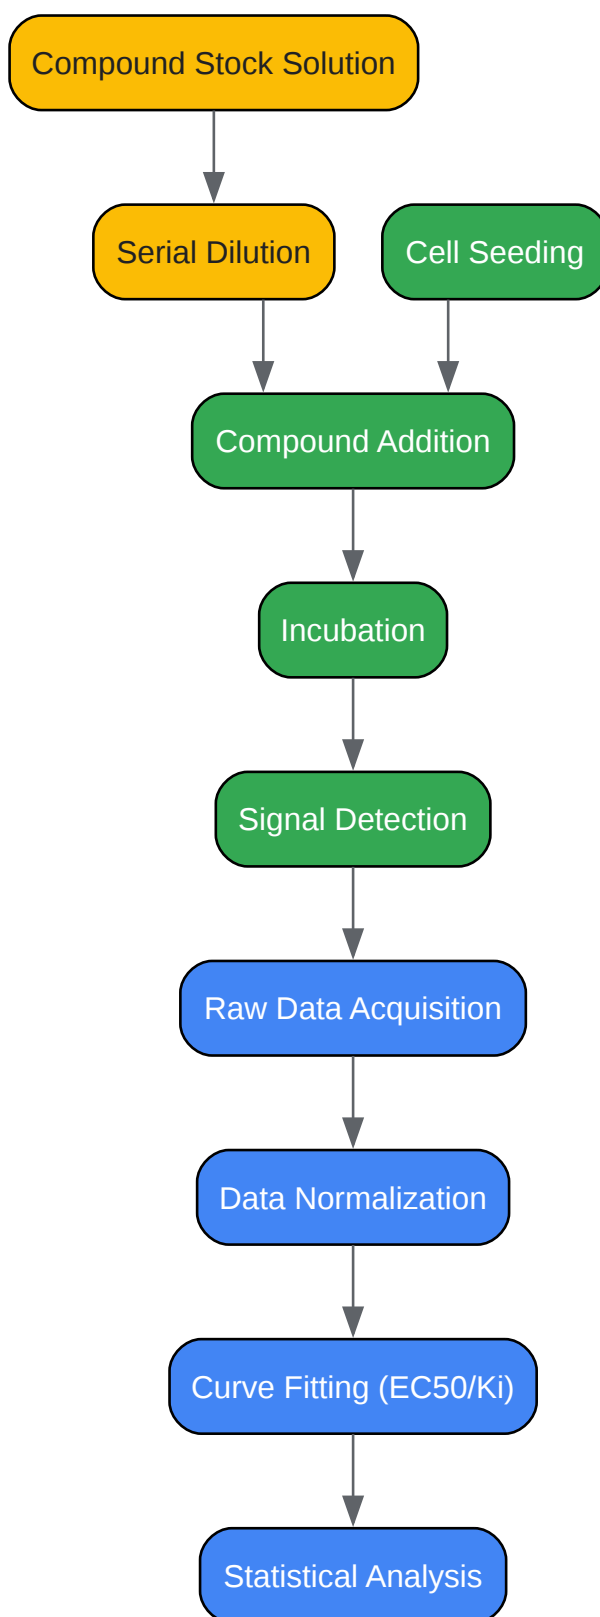 Compound Stock Solution
Serial Dilution
Cell Seeding
Compound Addition
Incubation
Signal Detection
Raw Data Acquisition
Data Normalization
Curve Fitting (EC50/Ki)
Statistical Analysis